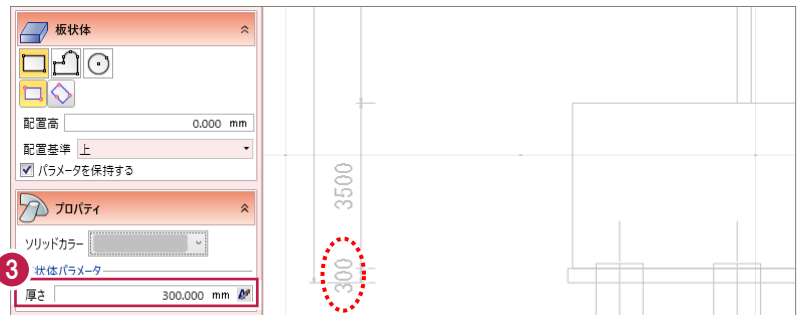 板状体
配置高 0.000 mm
配置基準 上
パラメータを保持する
プロパティ
ソリッドカラー
3 状体パラメータ
厚さ 300.000 mm
3500
300